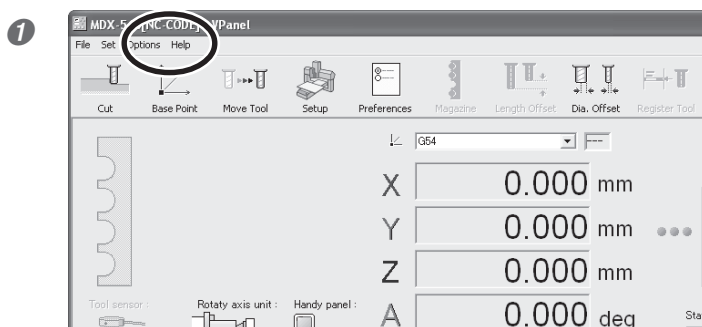 1
MDX-5 [NC-CODE] VPanel
File Set Options Help
Cut Base Point Move Tool Setup Preferences Magazine Length Offset Dia. Offset Register Tool
G54
X 0.000 mm
Y 0.000 mm
Z 0.000 mm
Tool sensor : Rotaty axis unit : Handy panel :
A 0.000 deg